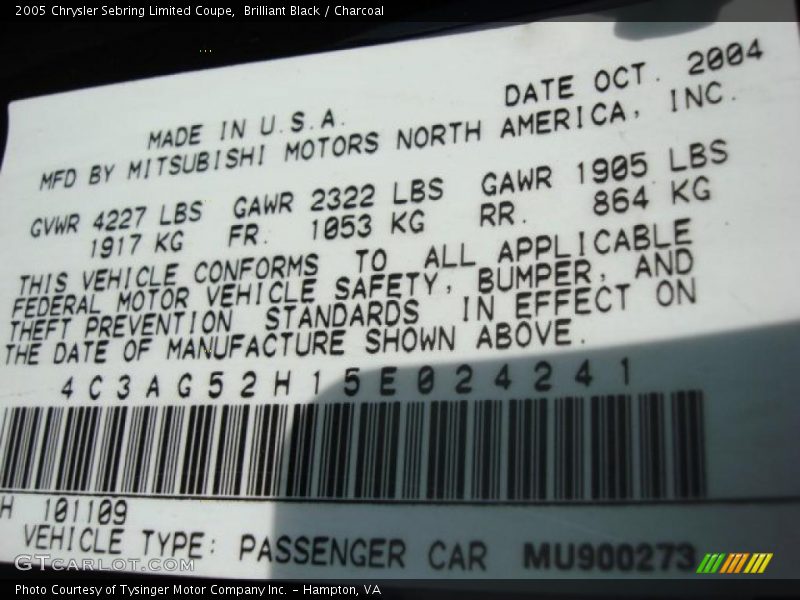 2005 Chrysler Sebring Limited Coupe,  Brilliant Black / Charcoal
DATE OCT. 2004
MADE IN U.S.A.
MFD BY MITSUBISHI MOTORS NORTH AMERICA, INC.
GVWR 4227 LBS GAWR 2322 LBS GAWR 1905 LBS
1917 KG FR. 1053 KG RR. 864 KG
THIS VEHICLE CONFORMS TO ALL APPLICABLE
FEDERAL MOTOR VEHICLE SAFETY, BUMPER, AND
THEFT PREVENTION STANDARDS IN EFFECT ON
THE DATE OF MANUFACTURE SHOWN ABOVE.
4C3AG52H15E024241
H 101109
VEHICLE TYPE: PASSENGER CAR MU900273
GTCarLot.com
Photo Courtesy of Tysinger Motor Company Inc. - Hampton, VA